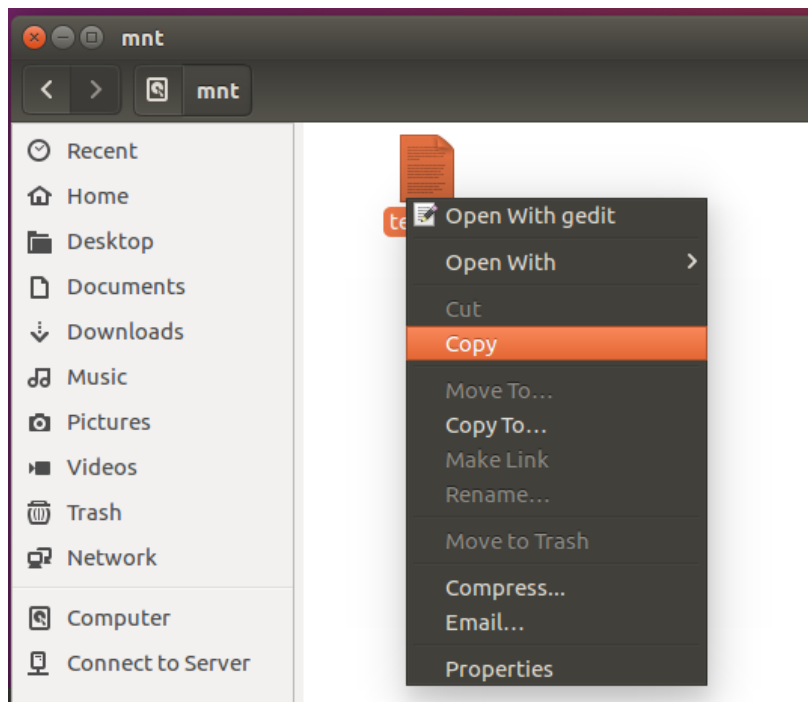 mnt
mnt
Recent
Home
Desktop
Documents
Downloads
Music
Pictures
Videos
Trash
Network
Computer
Connect to Server
Open With gedit
Open With
Cut
Copy
Move To…
Copy To…
Make Link
Rename…
Move to Trash
Compress...
Email…
Properties